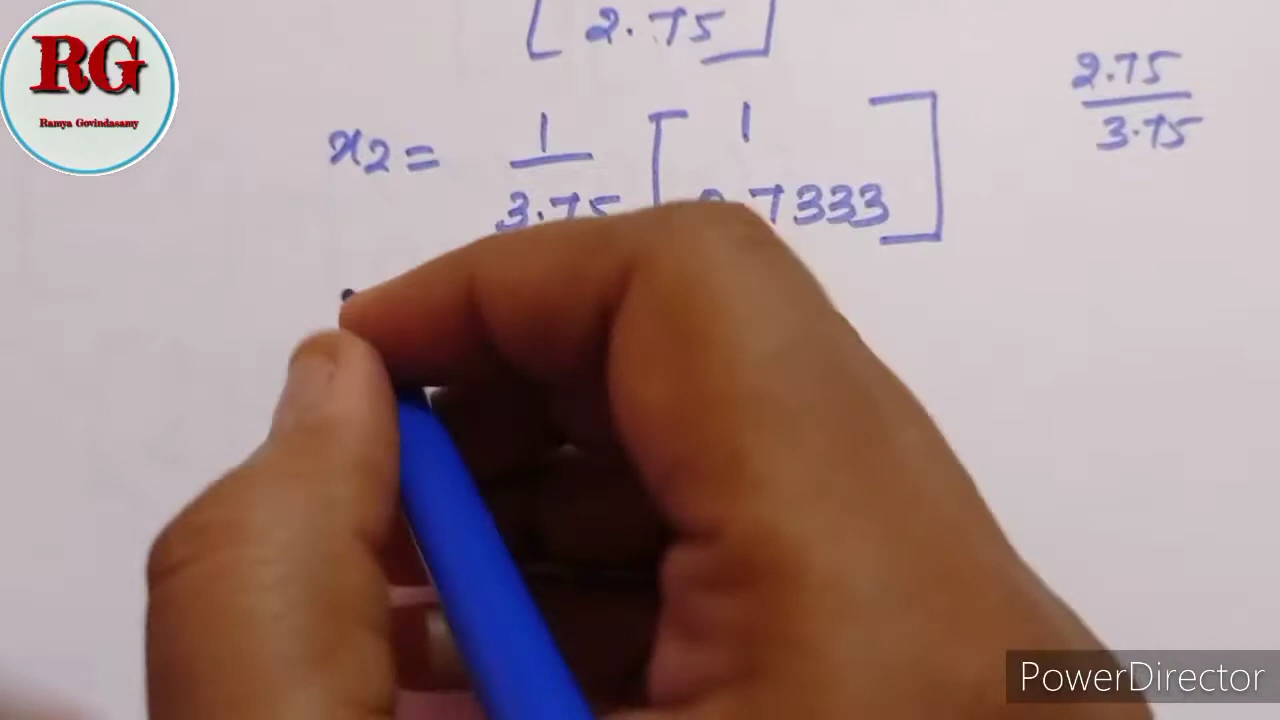 RG
Ramya Govindasamy
[2.75]
2.75
3.75
x2 = 1/3.75 [1
.7333]
PowerDirector